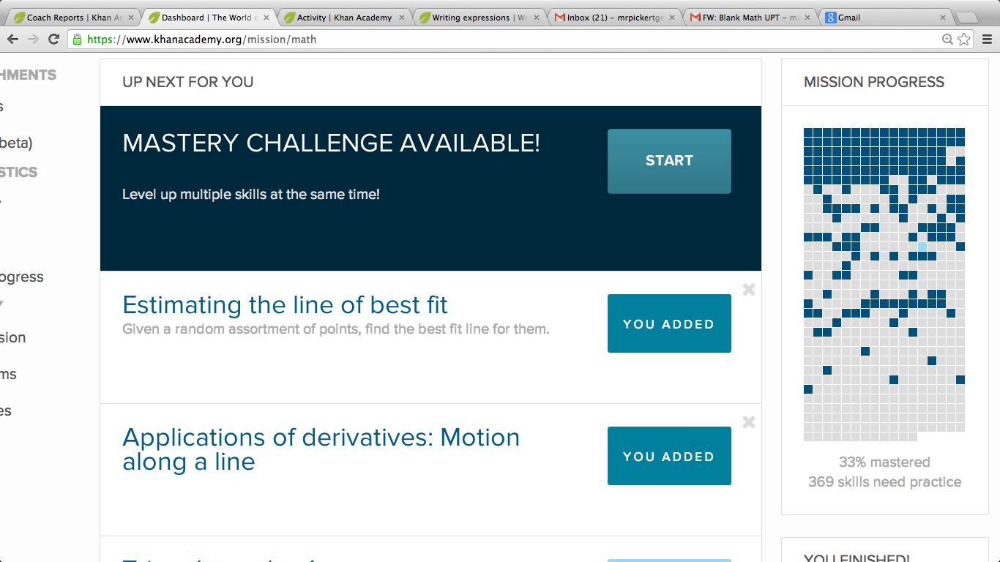 Coach Reports | Khan Ac
Dashboard | The World o
Activity | Khan Academy
Writing expressions | Wr
Inbox (21) – mrpickertge
FW: Blank Math UPT – ma
Gmail
https://www.khanacademy.org/mission/math
HMENTS
s
beta)
STICS
y
ogress
y
sion
ms
es
UP NEXT FOR YOU
MASTERY CHALLENGE AVAILABLE!
START
Level up multiple skills at the same time!
Estimating the line of best fit
Given a random assortment of points, find the best fit line for them.
YOU ADDED
Applications of derivatives: Motion
along a line
YOU ADDED
MISSION PROGRESS
33% mastered
369 skills need practice
YOU FINISHED!